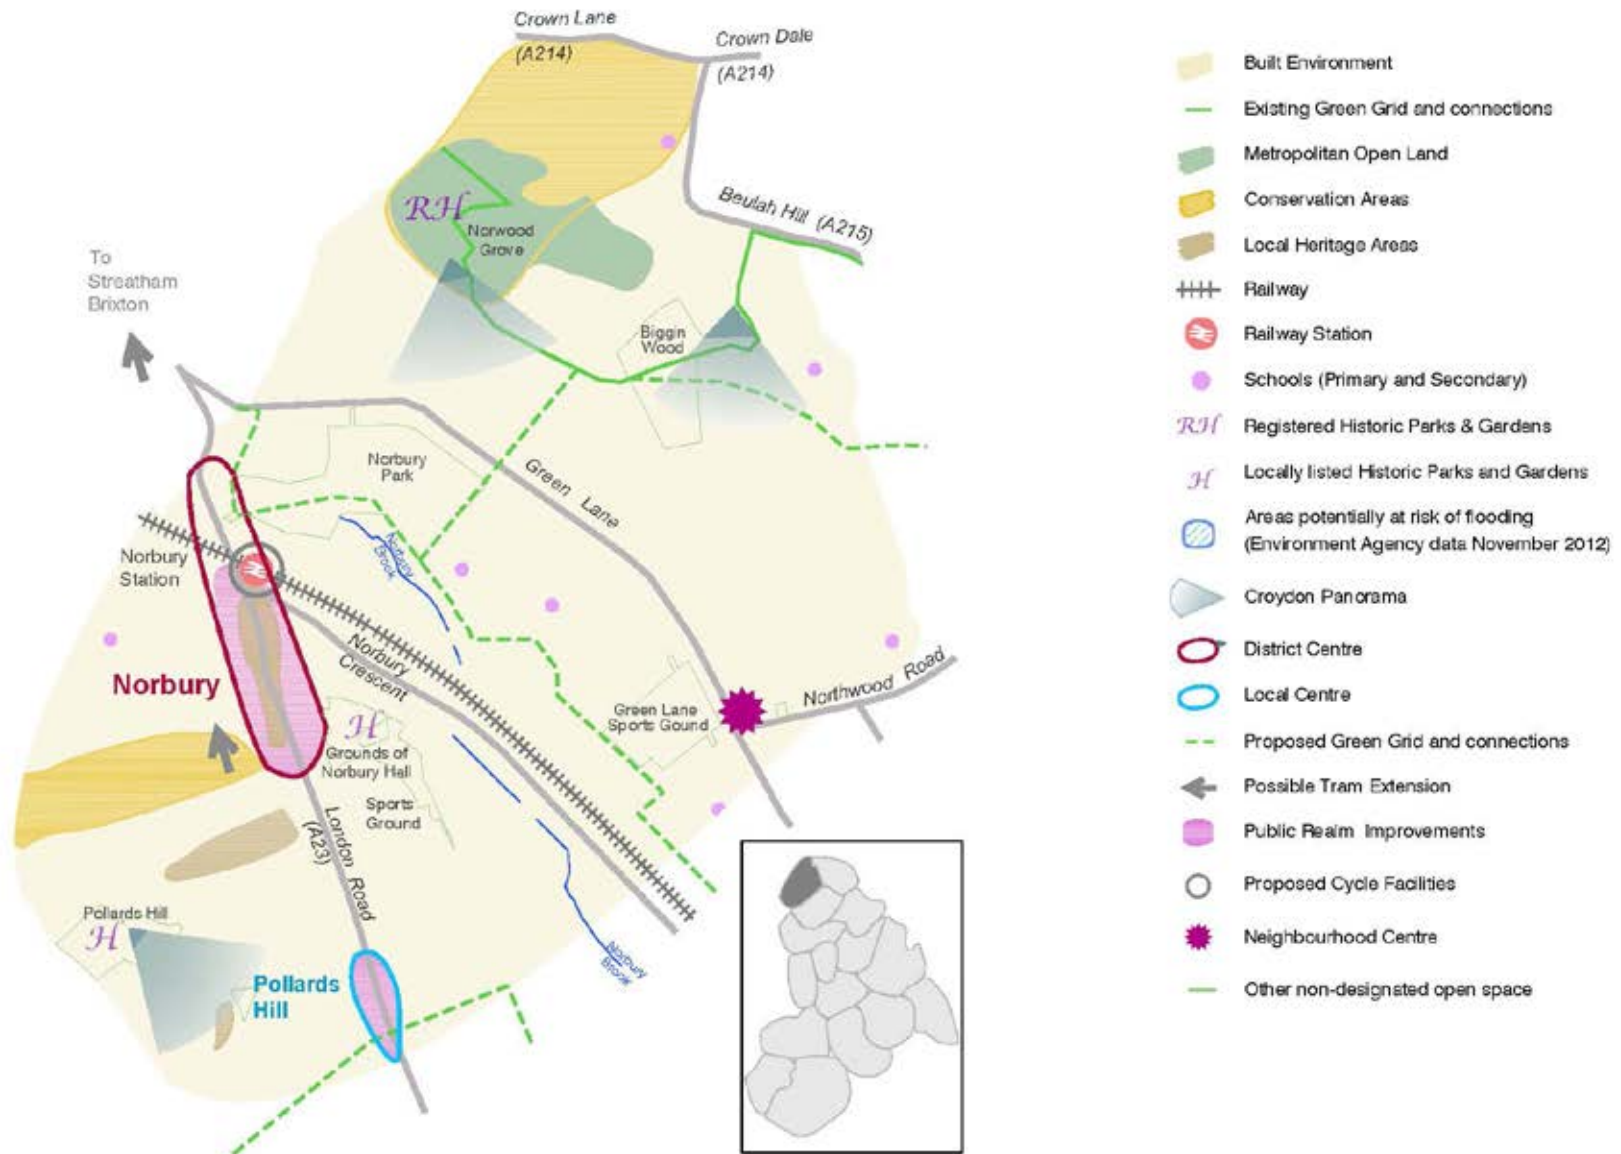 Crown Lane
(A214)
Crown Dale
(A214)
Beulah Hill (A215)
RH
Norwood
Grove
To
Streatham
Brixton
Biggin
Wood
Norbury
Park
Green Lane
Norbury
Brook
Norbury
Station
Norbury
Crescent
Norbury
Northwood Road
Green Lane
Sports Gound
H
Grounds of
Norbury Hall
Sports
Ground
London Road
(A23)
Pollards Hill
H
Pollards
Hill
Norbury
Brook
Built Environment
Existing Green Grid and connections
Metropolitan Open Land
Conservation Areas
Local Heritage Areas
Railway
Railway Station
Schools (Primary and Secondary)
RH Registered Historic Parks & Gardens
H Locally listed Historic Parks and Gardens
Areas potentially at risk of flooding
(Environment Agency data November 2012)
Croydon Panorama
District Centre
Local Centre
Proposed Green Grid and connections
Possible Tram Extension
Public Realm Improvements
Proposed Cycle Facilities
Neighbourhood Centre
Other non-designated open space